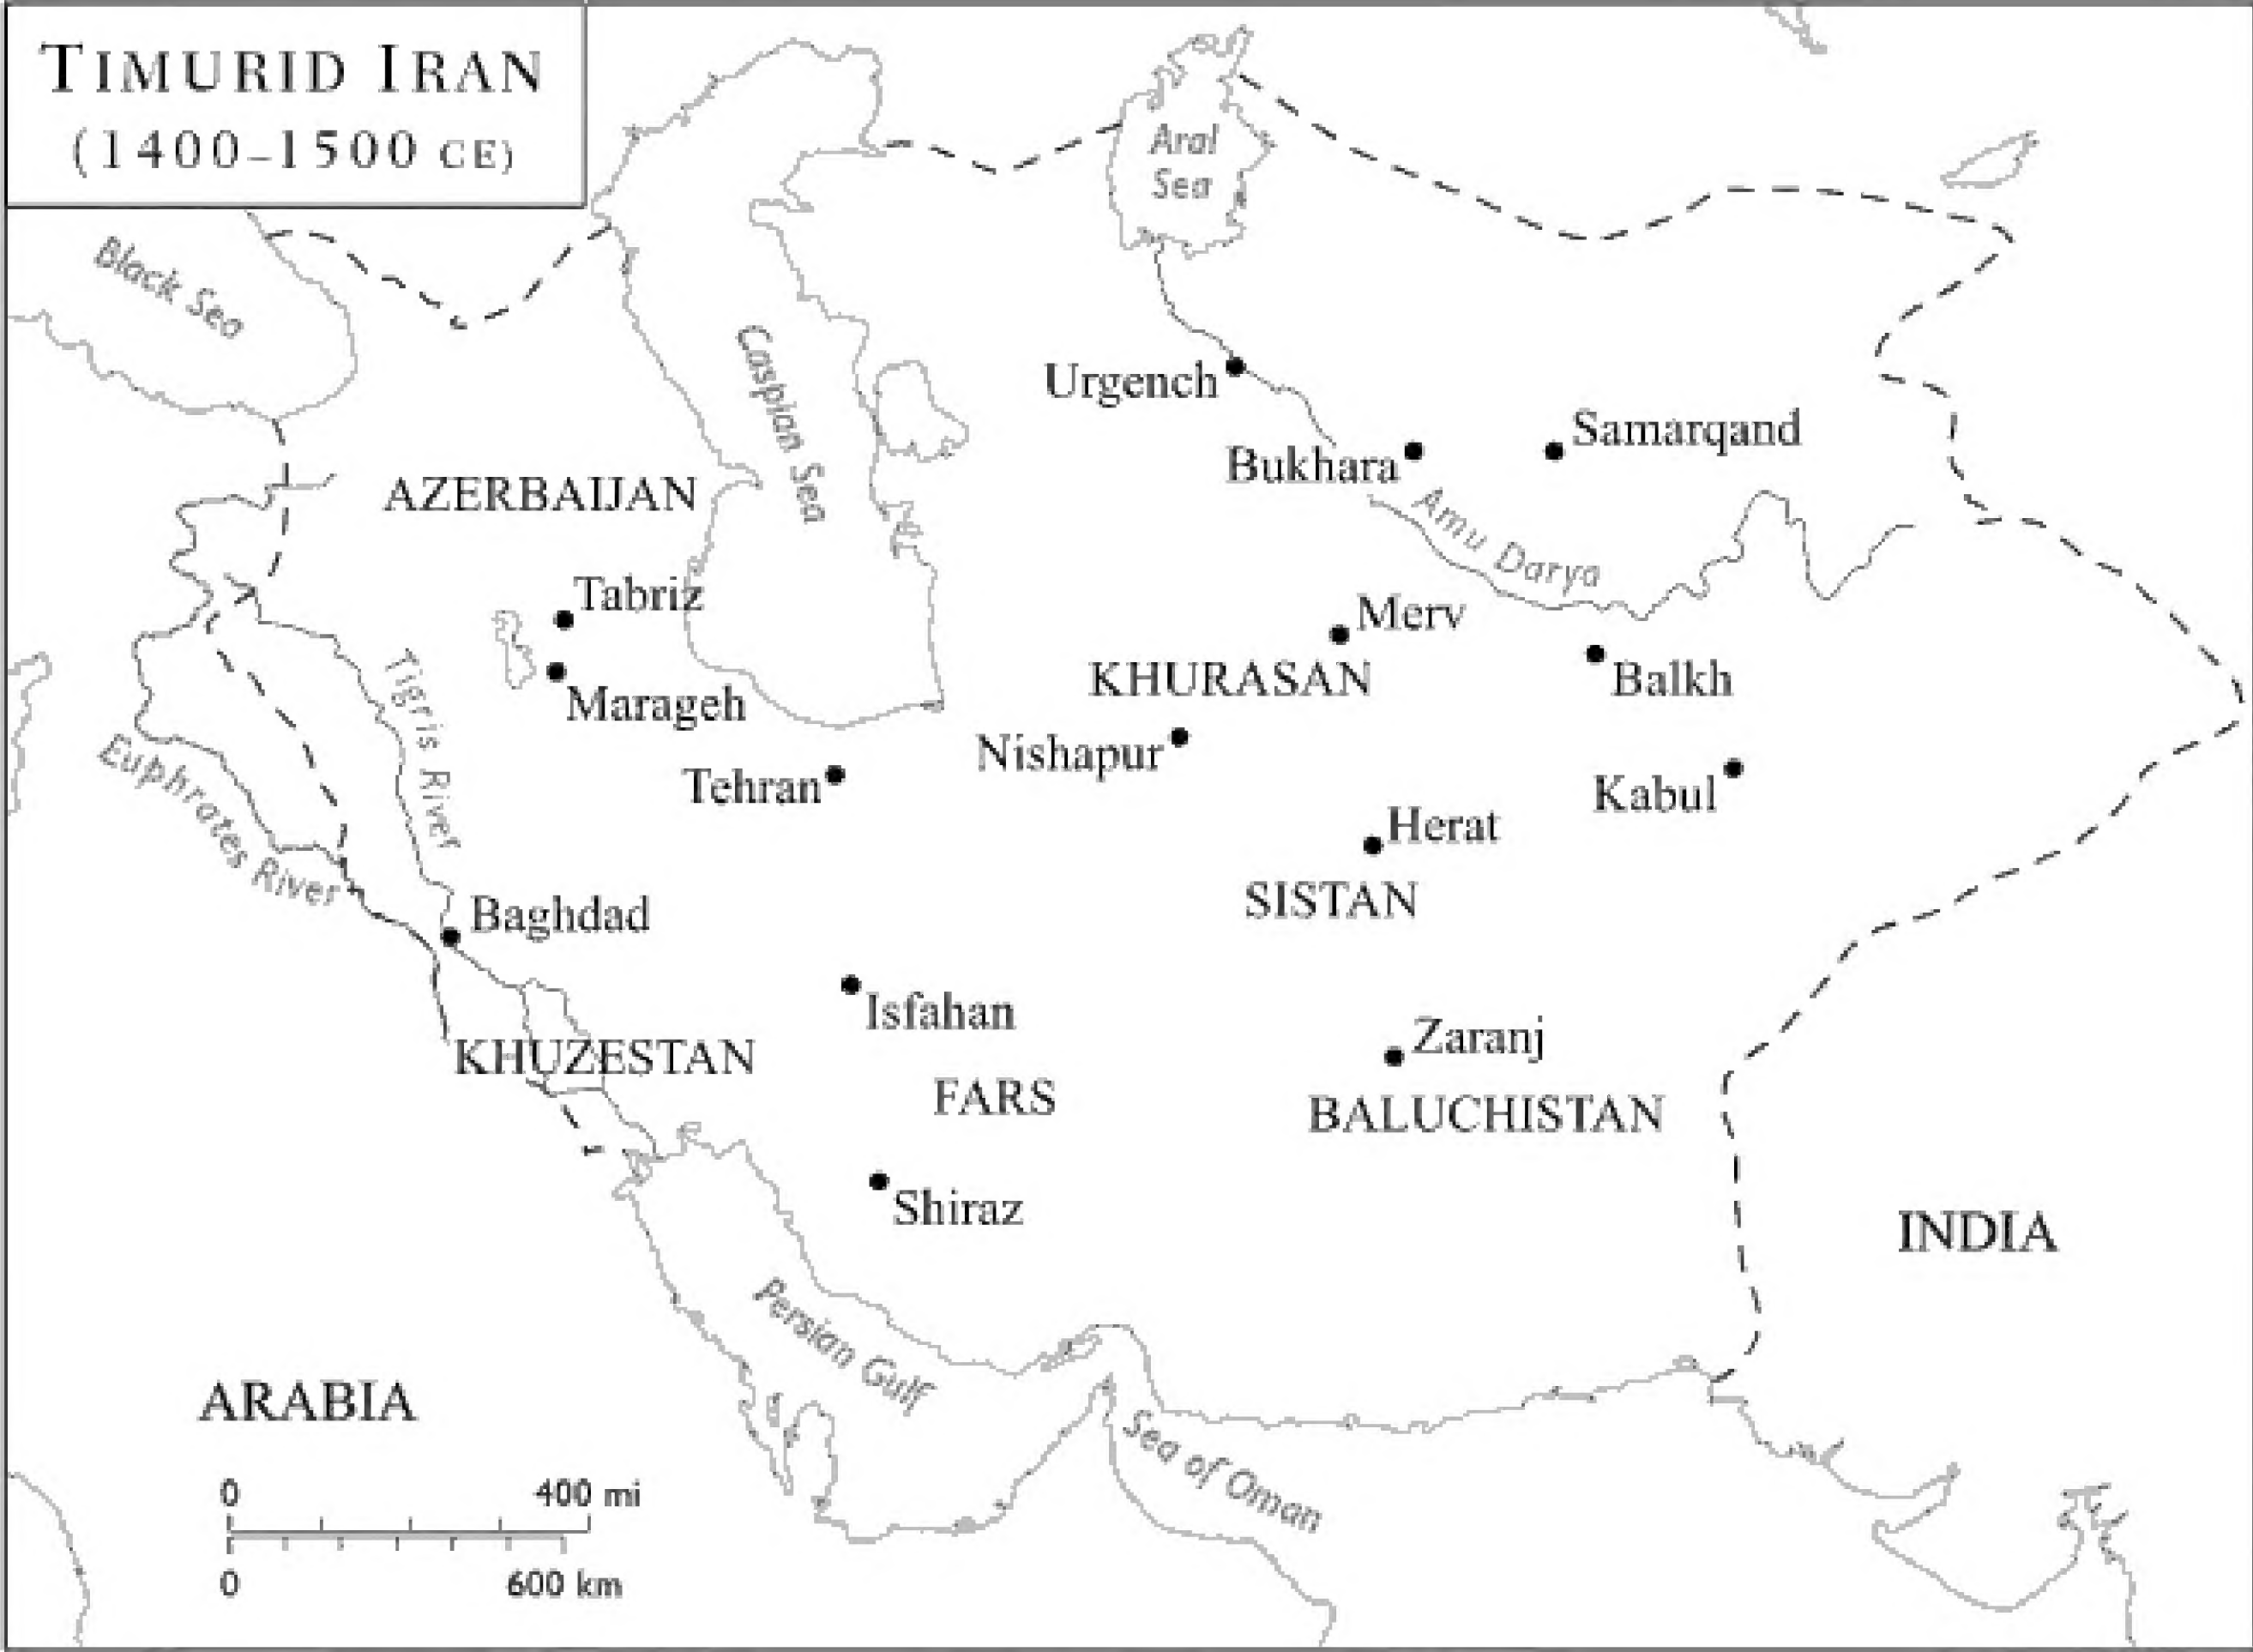 TIMURID IRAN
(1400–1500 CE)
Aral
Sea
Black Sea
Caspian Sea
Urgench
Samarqand
Bukhara
AZERBAIJAN
Amu Darya
Tabriz
Merv
KHURASAN
Balkh
Tigris River
Marageh
Nishapur
Tehran
Kabul
Euphrates River
Herat
SISTAN
Baghdad
Isfahan
Zaranj
KHUZESTAN
FARS
BALUCHISTAN
Shiraz
INDIA
Persian Gulf
ARABIA
Sea of Oman
0 400 mi
0 600 km